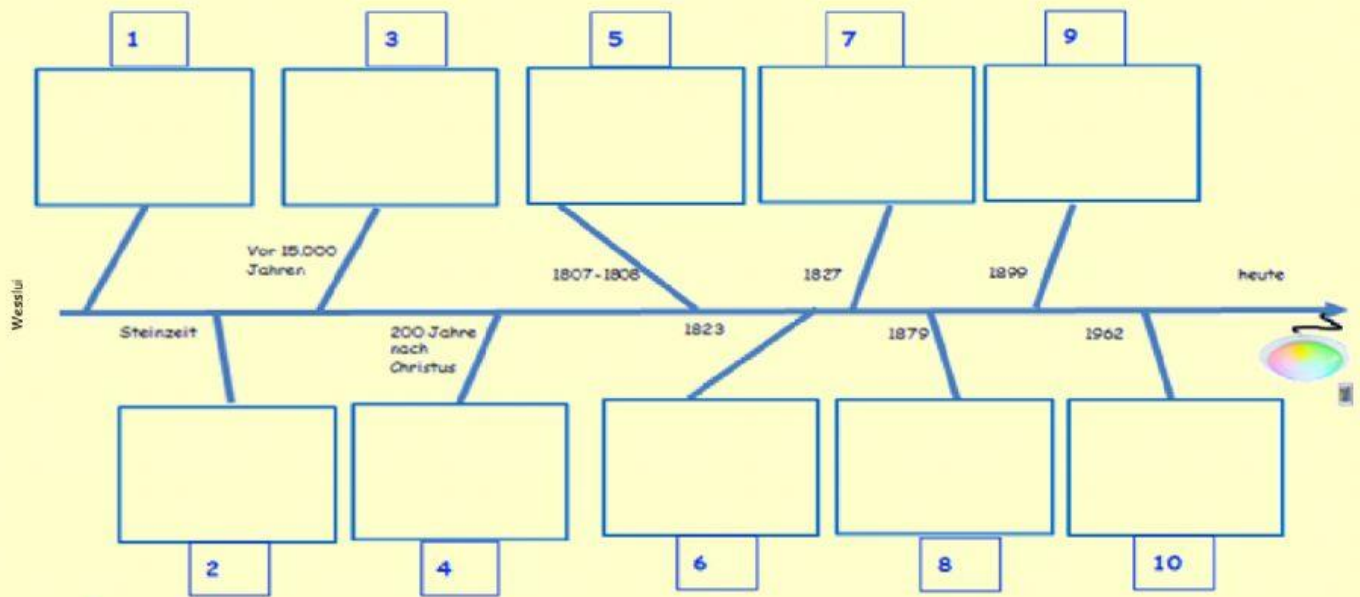 1
3
5
7
9
Vor 15.000
Jahren
1807-1808
1827
1899
heute
Wesslui
Steinzeit
200 Jahre
nach
Christus
1823
1879
1962
2
4
6
8
10